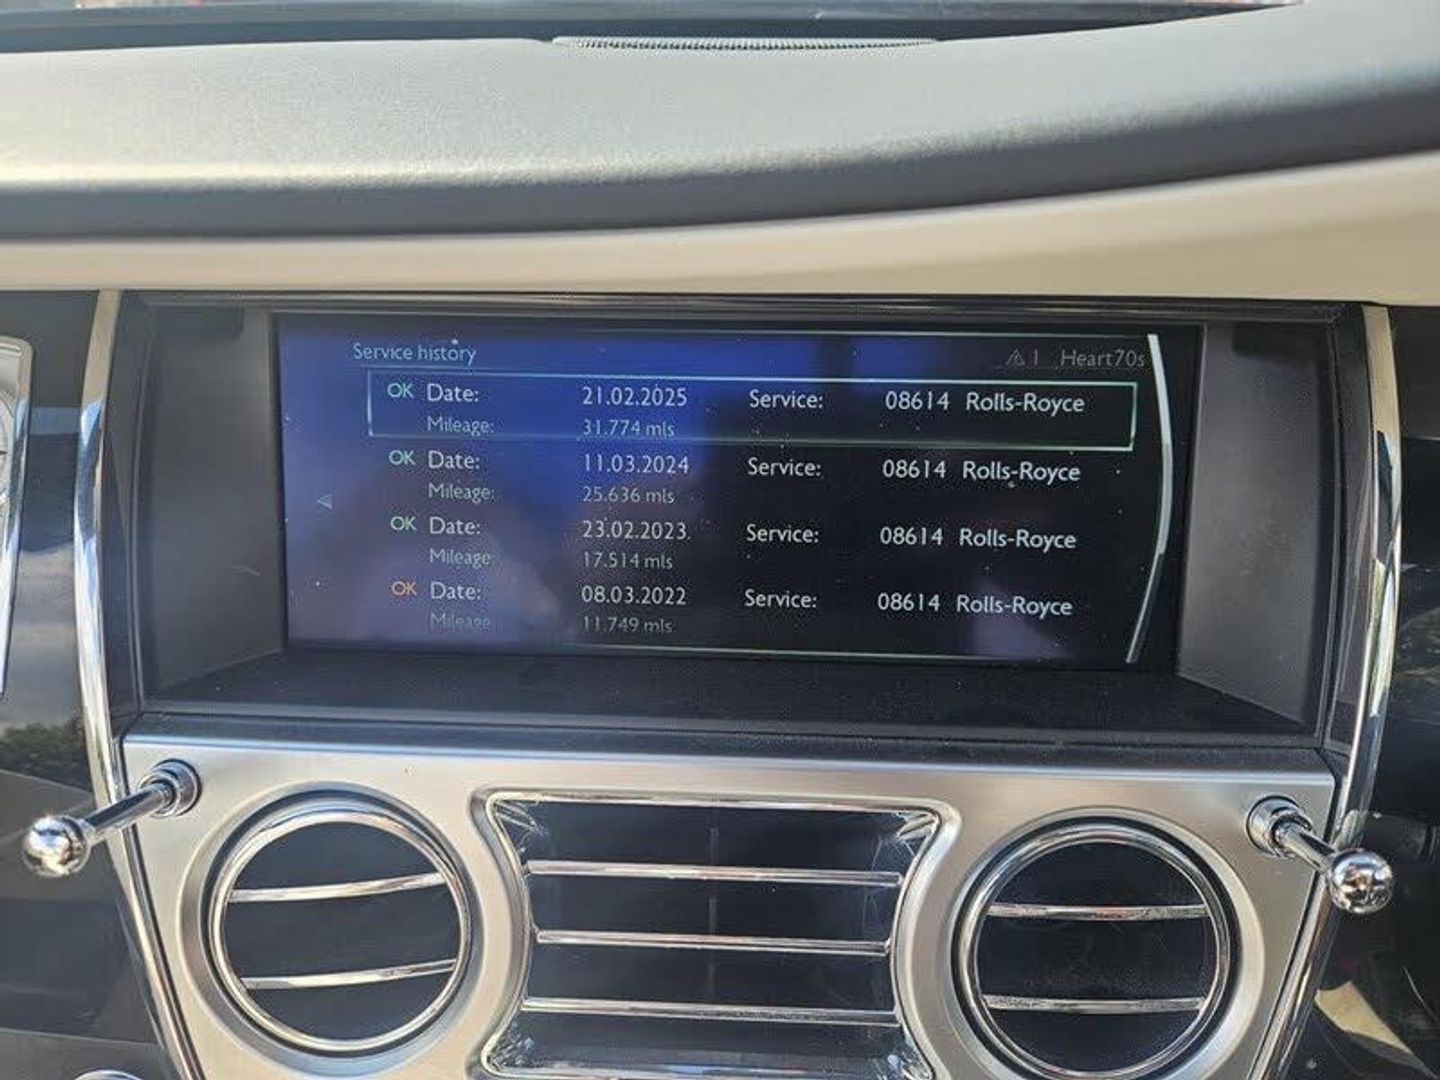 Service history 1 Heart70s
OK Date: 21.02.2025 Service: 08614 Rolls-Royce
Mileage: 31.774 mls
OK Date: 11.03.2024 Service: 08614 Rolls-Royce
Mileage: 25.636 mls
OK Date: 23.02.2023 Service: 08614 Rolls-Royce
Mileage: 17.514 mls
OK Date: 08.03.2022 Service: 08614 Rolls-Royce
Mileage: 11.749 mls